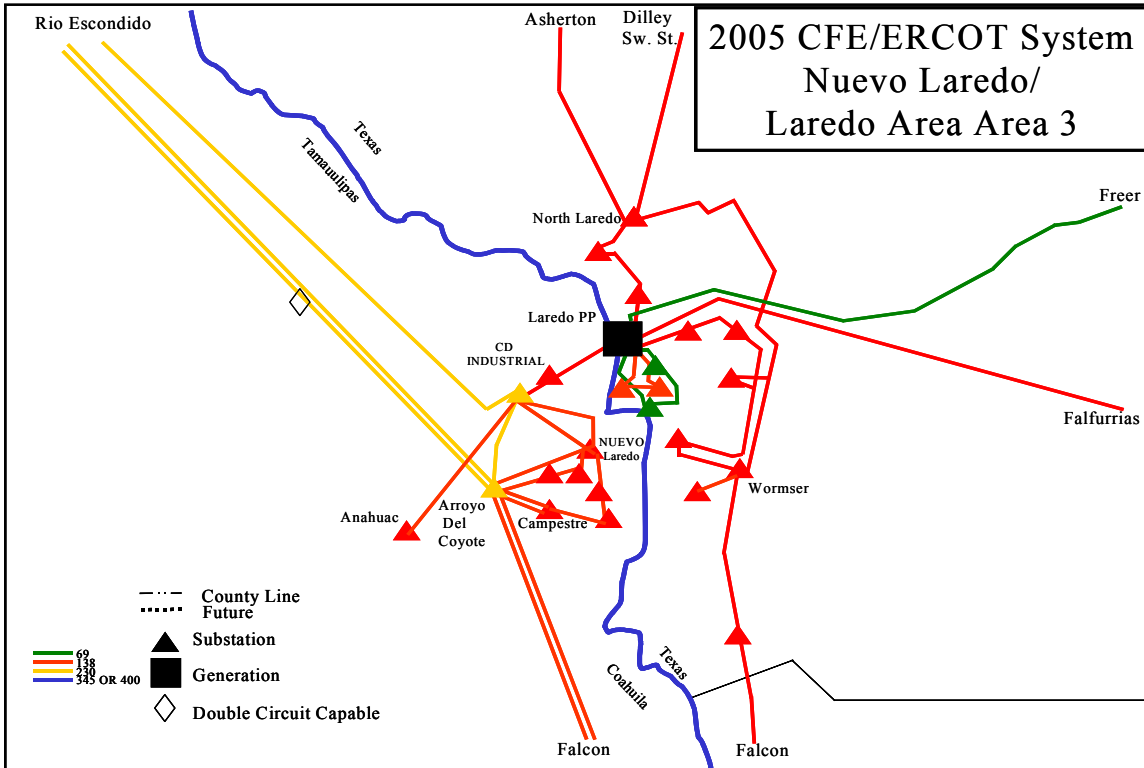 2005 CFE/ERCOT System
Nuevo Laredo/
Laredo Area Area 3
Rio Escondido
Asherton
Dilley
Sw. St.
Texas
Tamauulipas
Freer
North Laredo
Laredo PP
CD
INDUSTRIAL
Falfurrias
NUEVO
Laredo
Wormser
Anahuac
Arroyo
Del
Coyote
Campestre
County Line
Future
Substation
Generation
Double Circuit Capable
69
138
230
345 OR 400
Texas
Coahuila
Falcon
Falcon